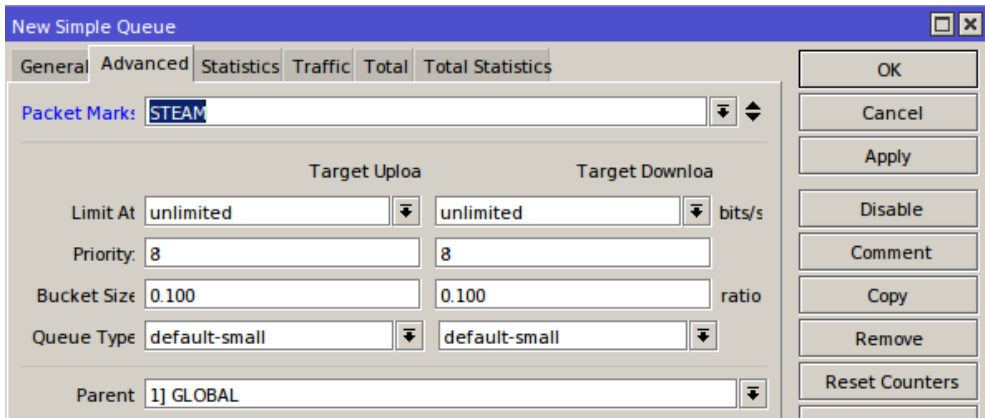 New Simple Queue
General Advanced Statistics Traffic Total Total Statistics
OK
Packet Marks STEAM
Cancel
Apply
Target Uploa Target Downloa
Limit At unlimited unlimited bits/s
Disable
Priority: 8 8
Comment
Bucket Size 0.100 0.100 ratio
Copy
Queue Type default-small default-small
Remove
Parent 1] GLOBAL
Reset Counters